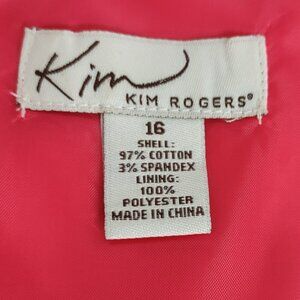 Kim
KIM ROGERS®
16
SHELL:
97% COTTON
3% SPANDEX
LINING:
100%
POLYESTER
MADE IN CHINA